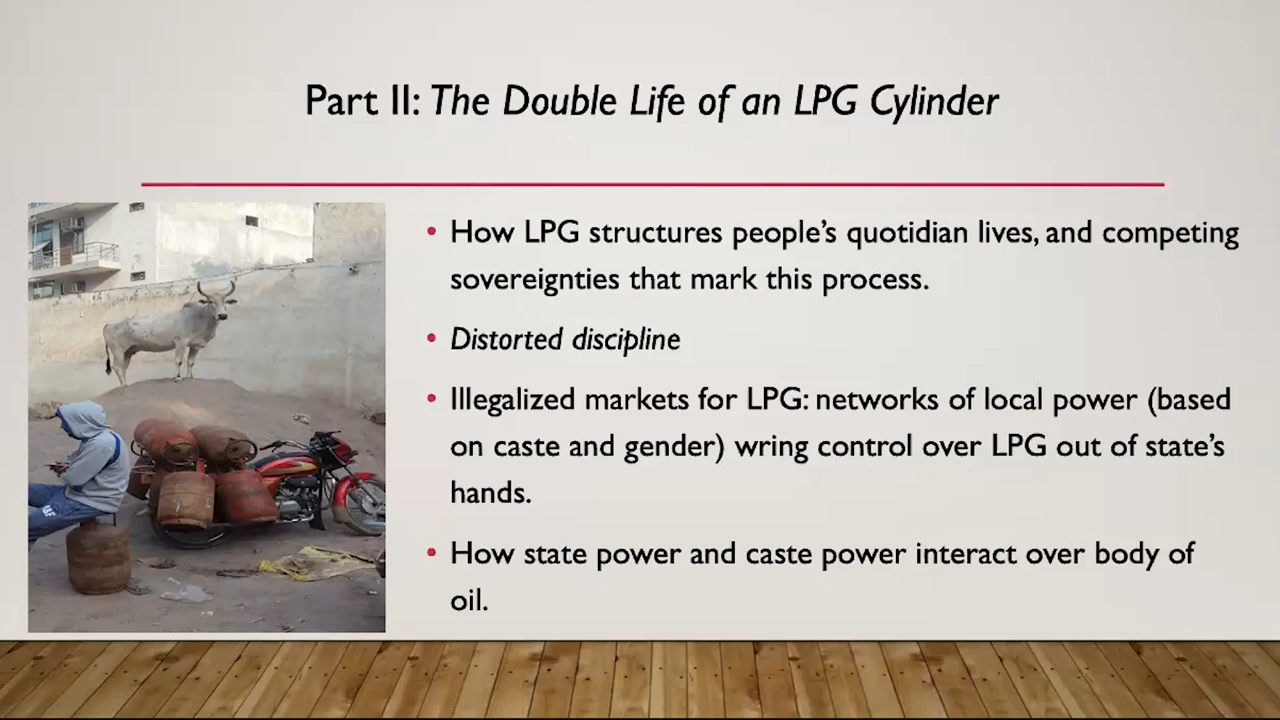 Part II: The Double Life of an LPG Cylinder
• How LPG structures people's quotidian lives, and competing
sovereignties that mark this process.
• Distorted discipline
• Illegalized markets for LPG: networks of local power (based
on caste and gender) wring control over LPG out of state's
hands.
• How state power and caste power interact over body of
oil.